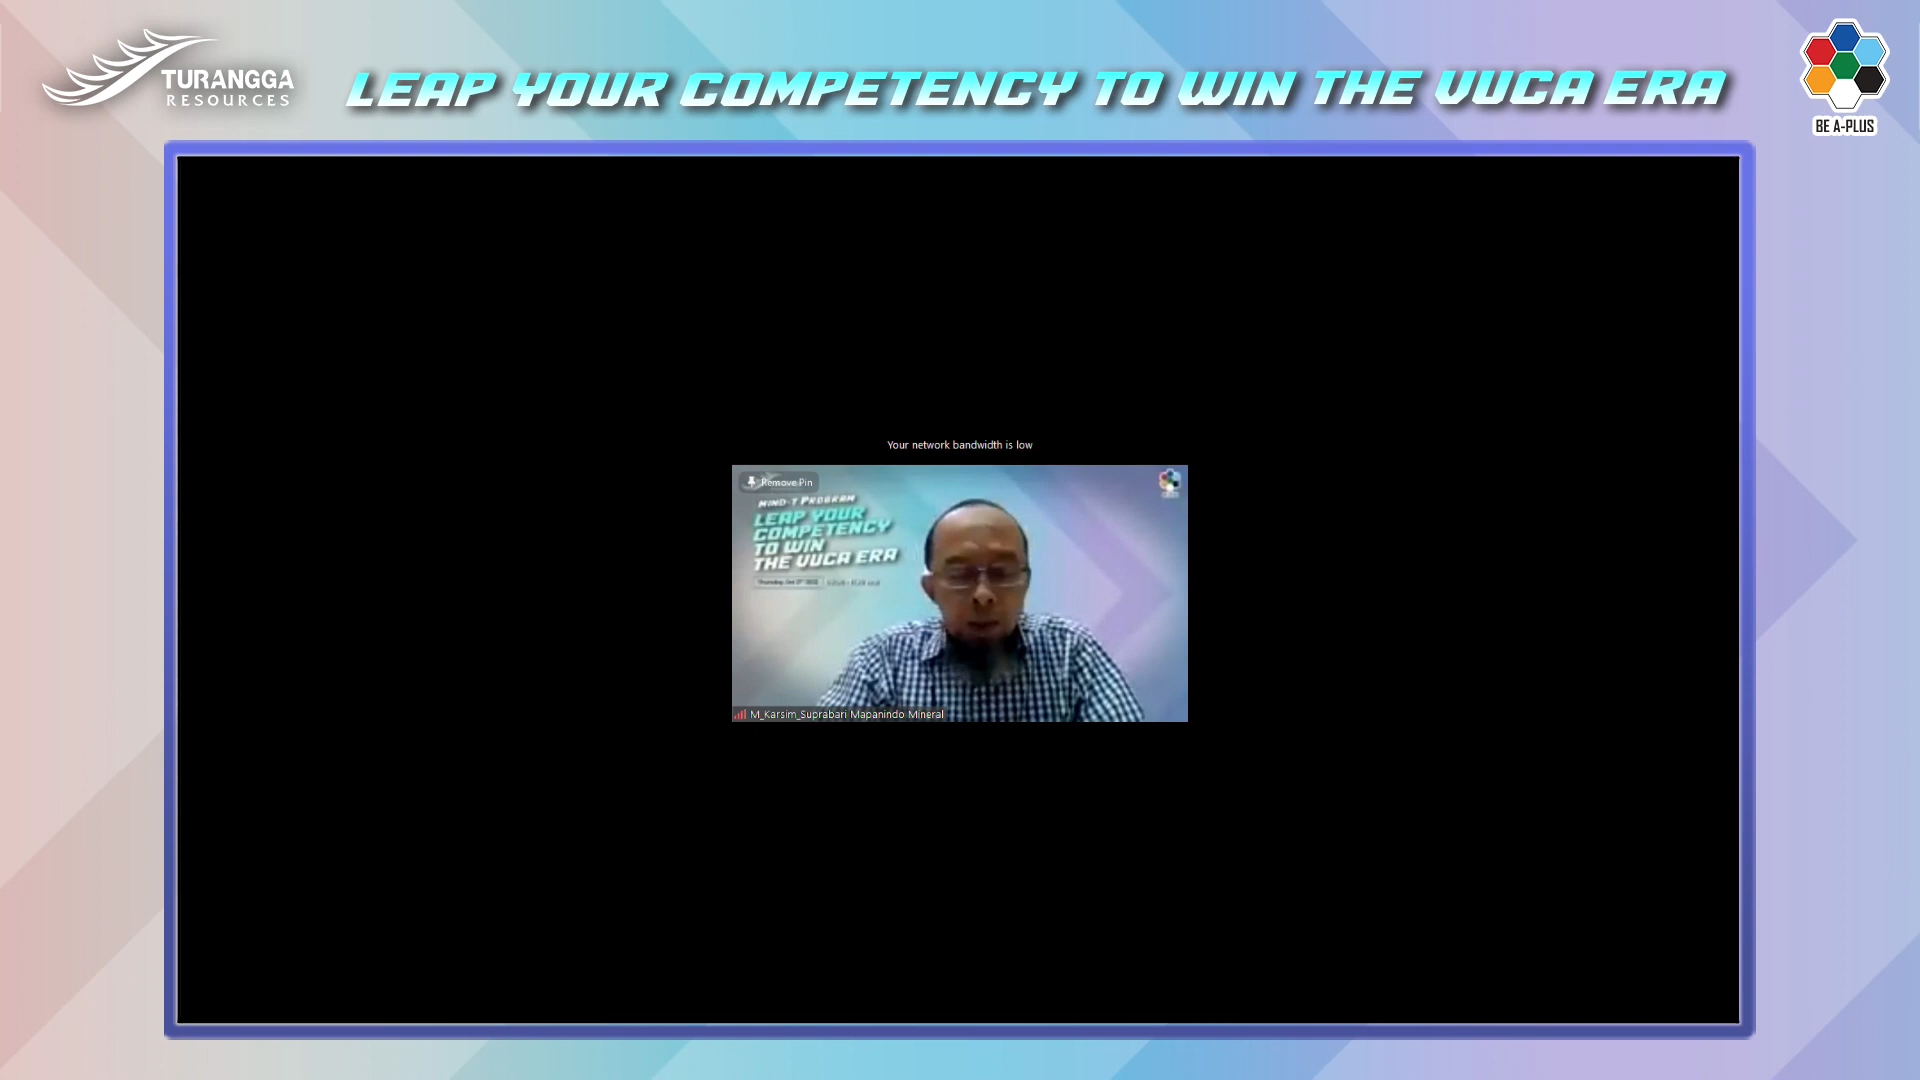 TURANGGA
RESOURCES
LEAP YOUR COMPETENCY TO WIN THE VUCA ERA
BE A-PLUS
Your network bandwidth is low
Remove Pin
MIND-T PROGRAM
LEAP YOUR
COMPETENCY
TO WIN
THE VUCA ERA
M_Karsim_Suprabari Mapanindo Mineral